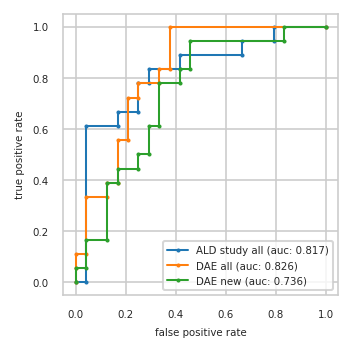 1.0
0.8
0.6
0.4
0.2
0.0
true positive rate
ALD study all (auc: 0.817)
DAE all (auc: 0.826)
DAE new (auc: 0.736)
0.0 0.2 0.4 0.6 0.8 1.0
false positive rate